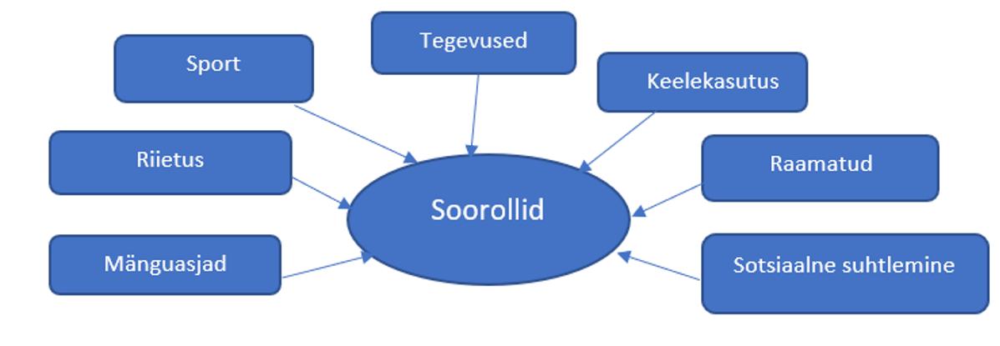 Tegevused
Sport
Keelekasutus
Riietus
Raamatud
Soorollid
Mänguasjad
Sotsiaalne suhtlemine